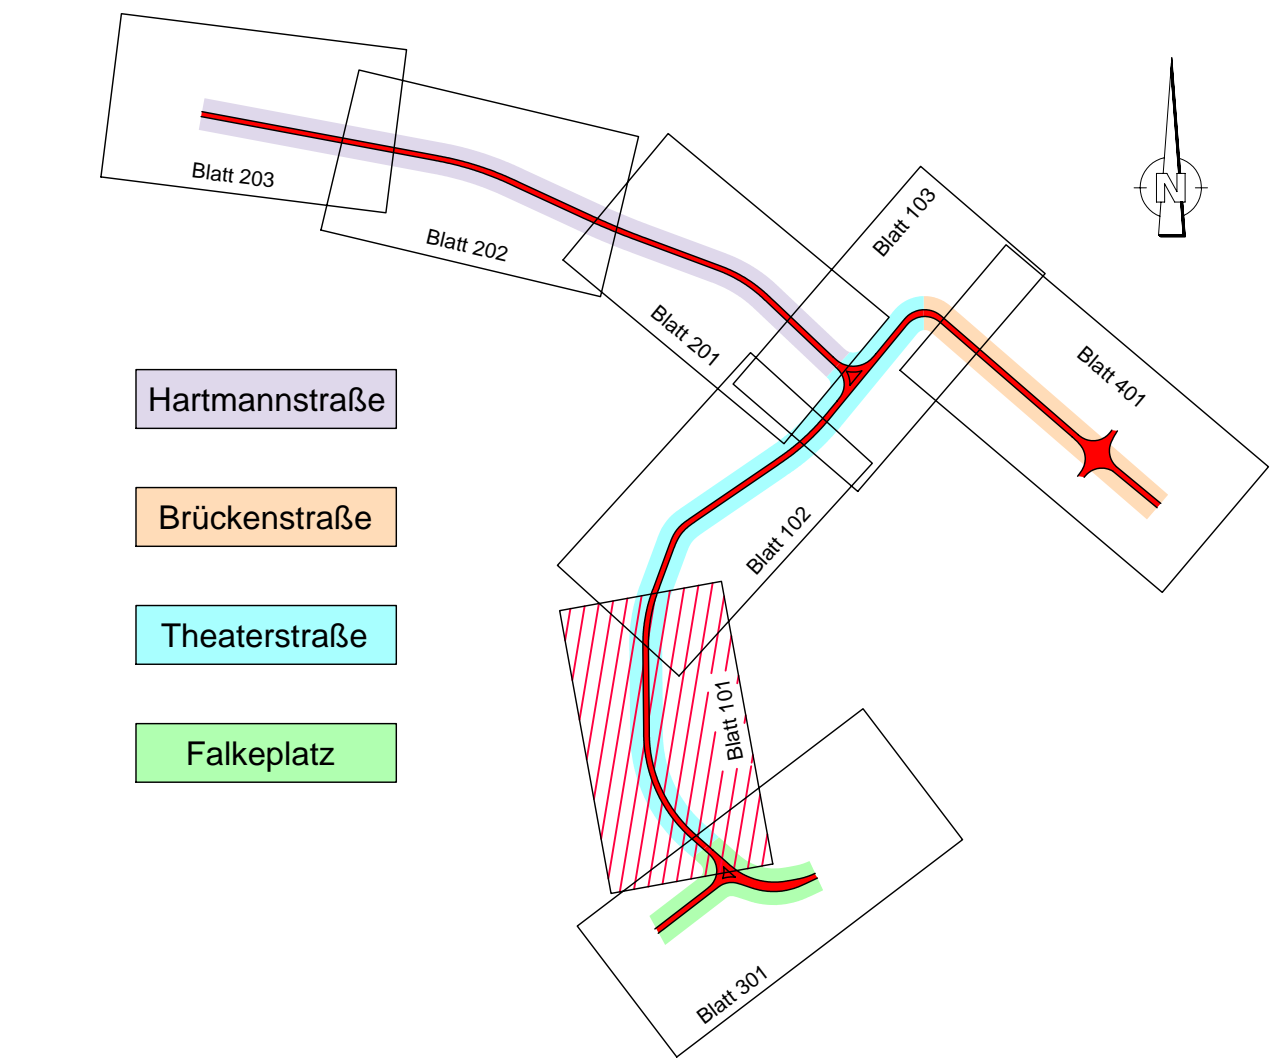 Blatt 203
Blatt 202
Blatt 201
Blatt 103
N
Blatt 401
Hartmannstraße
Brückenstraße
Blatt 102
Theaterstraße
Blatt 101
Falkeplatz
Blatt 301